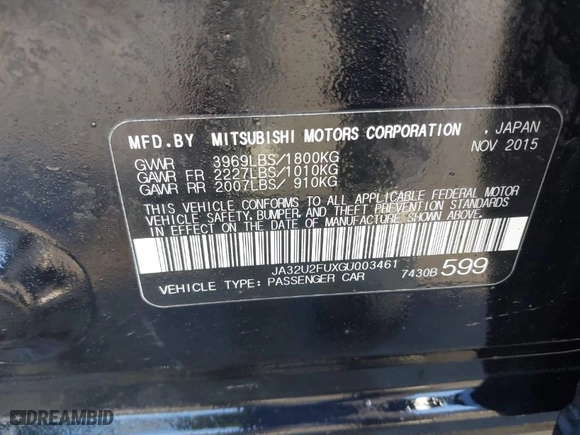 MFD.BY MITSUBISHI MOTORS CORPORATION , JAPAN
NOV 2015
GVWR 3969LBS/1800KG
GAWR FR 2227LBS/1010KG
GAWR RR 2007LBS/ 910KG
THIS VEHICLE CONFORMS TO ALL APPLICABLE FEDERAL MOTOR
VEHICLE SAFETY, BUMPER, AND THEFT PREVENTION STANDARDS
IN EFFECT ON THE DATE OF MANUFACTURE SHOWN ABOVE.
JA32U2FUXGU003461
VEHICLE TYPE: PASSENGER CAR 7430B 599
DREAMBID